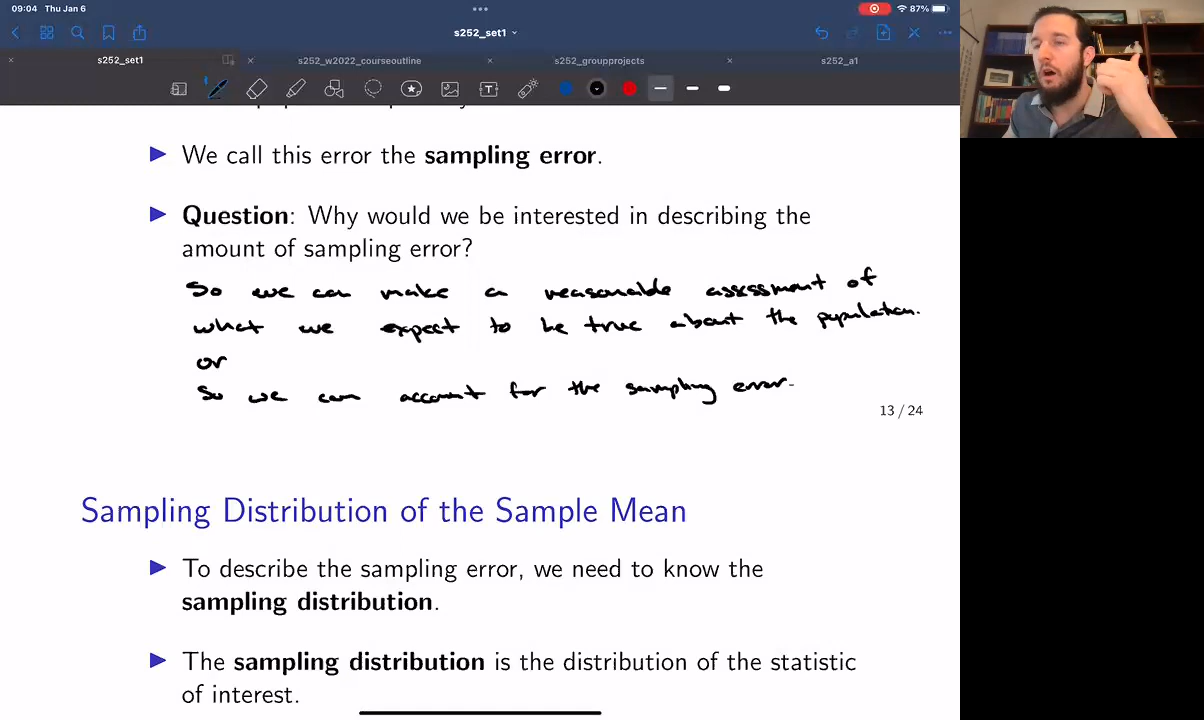 09:04 Thu Jan 6
87%
s252_set1
s252_set1
s252_w2022_courseoutline
s252_groupprojects
s252_a1
We call this error the sampling error.
Question: Why would we be interested in describing the
amount of sampling error?
So we can make a reasonable assessment of
what we expect to be true about the population.
or
So we can account for the sampling error.
13 / 24
Sampling Distribution of the Sample Mean
To describe the sampling error, we need to know the
sampling distribution.
The sampling distribution is the distribution of the statistic
of interest.